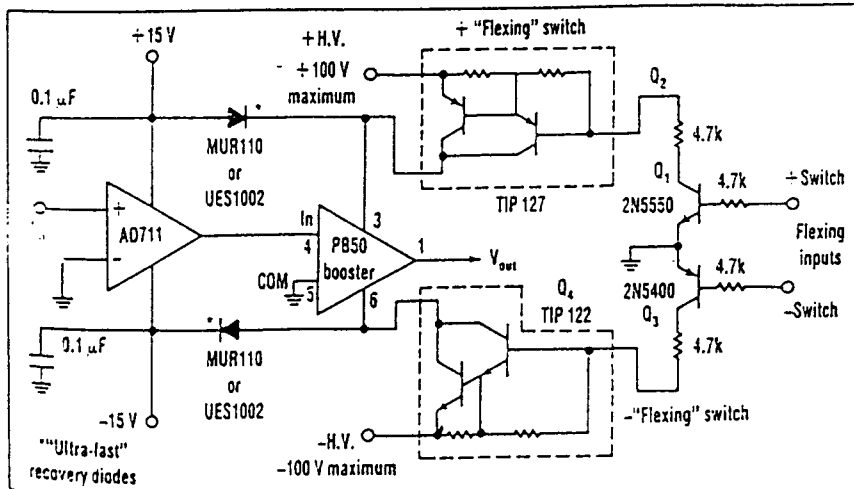 +15 V
+H.V.
+100 V
maximum
+ "Flexing" switch
Q2
0.1 μF
MUR110
or
UES1002
*
4.7k
Q1
4.7k
TIP 127
2N5550
+Switch
Flexing
inputs
AD711
+
-
In
3
4
PB50
booster
1
Vout
COM
5
6
Q4
TIP 122
2N5400
4.7k
Q3
-Switch
4.7k
*
0.1 μF
MUR110
or
UES1002
-15 V
-H.V.
-100 V maximum
-"Flexing" switch
*"Ultra-fast"
recovery diodes